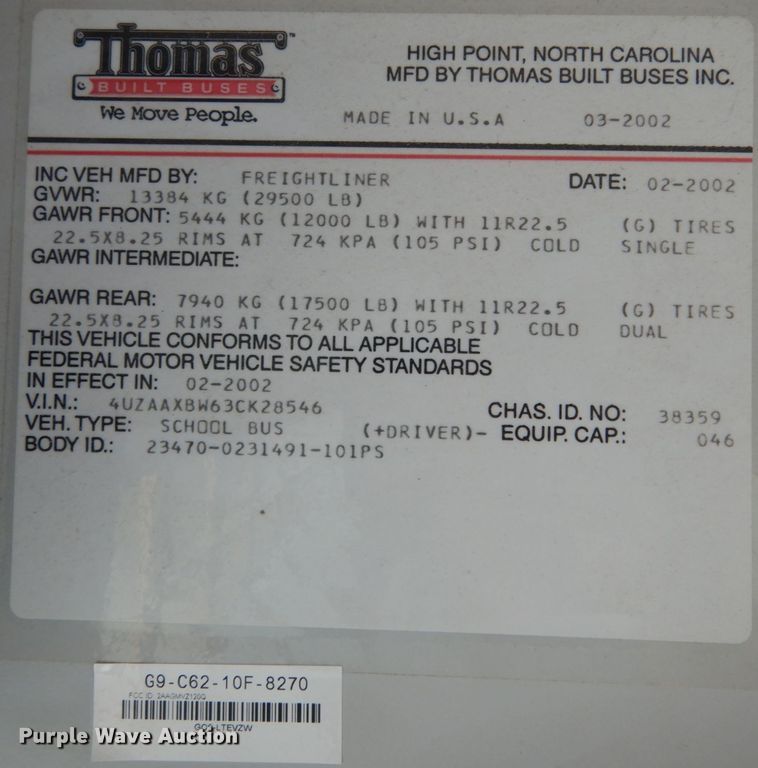 Thomas™
BUILT BUSES
We Move People.
HIGH POINT, NORTH CAROLINA
MFD BY THOMAS BUILT BUSES INC.
MADE IN U.S.A 03-2002
INC VEH MFD BY: FREIGHTLINER DATE: 02-2002
GVWR: 13384 KG (29500 LB)
GAWR FRONT: 5444 KG (12000 LB) WITH 11R22.5 (G) TIRES
22.5X8.25 RIMS AT 724 KPA (105 PSI) COLD SINGLE
GAWR INTERMEDIATE:
GAWR REAR: 7940 KG (17500 LB) WITH 11R22.5 (G) TIRES
22.5X8.25 RIMS AT 724 KPA (105 PSI) COLD DUAL
THIS VEHICLE CONFORMS TO ALL APPLICABLE
FEDERAL MOTOR VEHICLE SAFETY STANDARDS
IN EFFECT IN: 02-2002
V.I.N.: 4UZAAXBW63CK28546 CHAS. ID. NO: 38359
VEH. TYPE: SCHOOL BUS (+DRIVER)- EQUIP. CAP.: 046
BODY ID.: 23470-0231491-101PS
G9-C62-10F-8270
FCC ID:
Purple Wave Auction